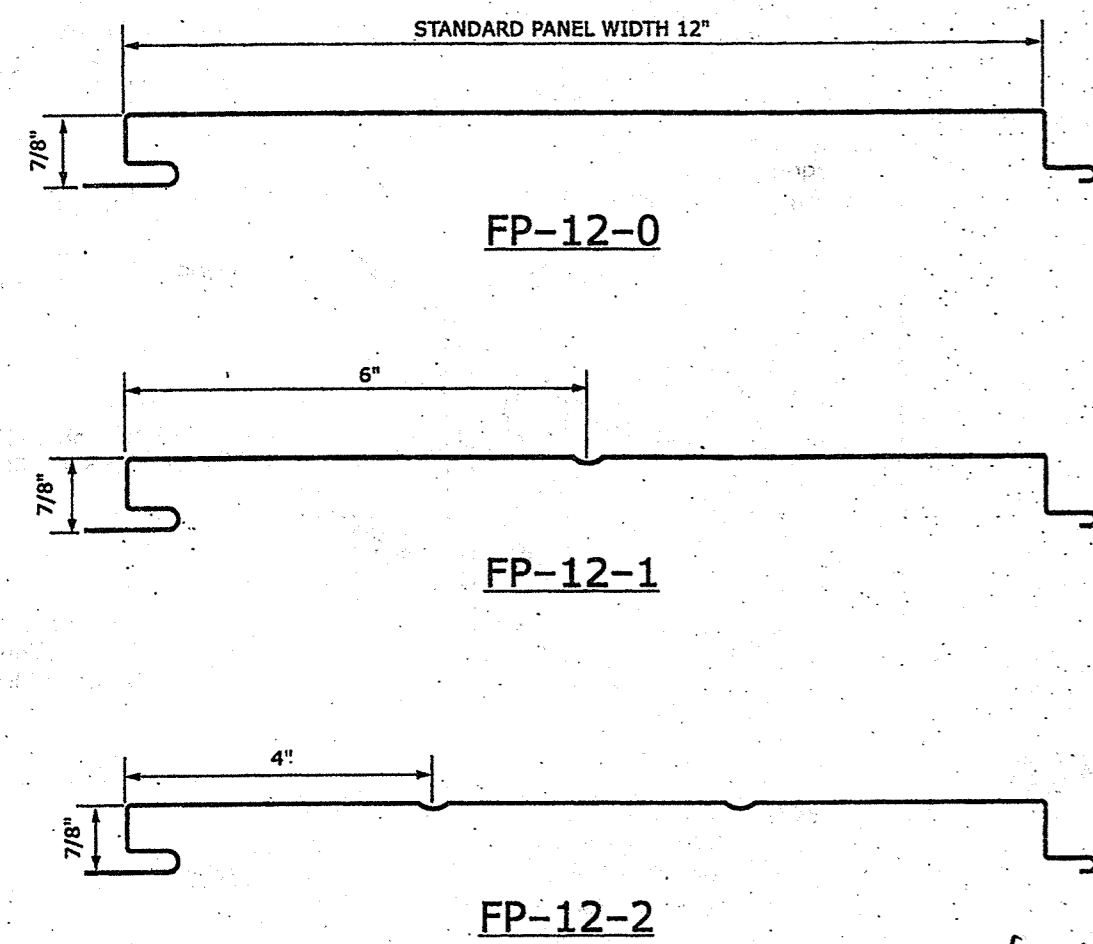 STANDARD PANEL WIDTH 12"
7/8"
FP-12-0
6"
7/8"
FP-12-1
4"
7/8"
FP-12-2